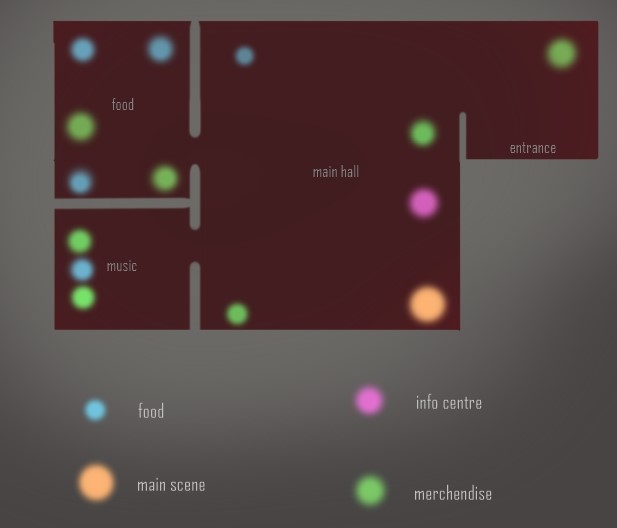 food
main hall
entrance
music
food
info centre
main scene
merchendise